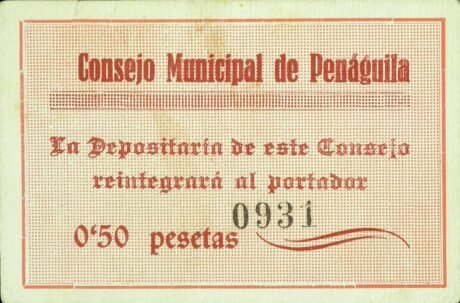 Consejo Municipal de Penáguila
La Depositaría de este Consejo
reintegrará al portador
0'50 pesetas 0931